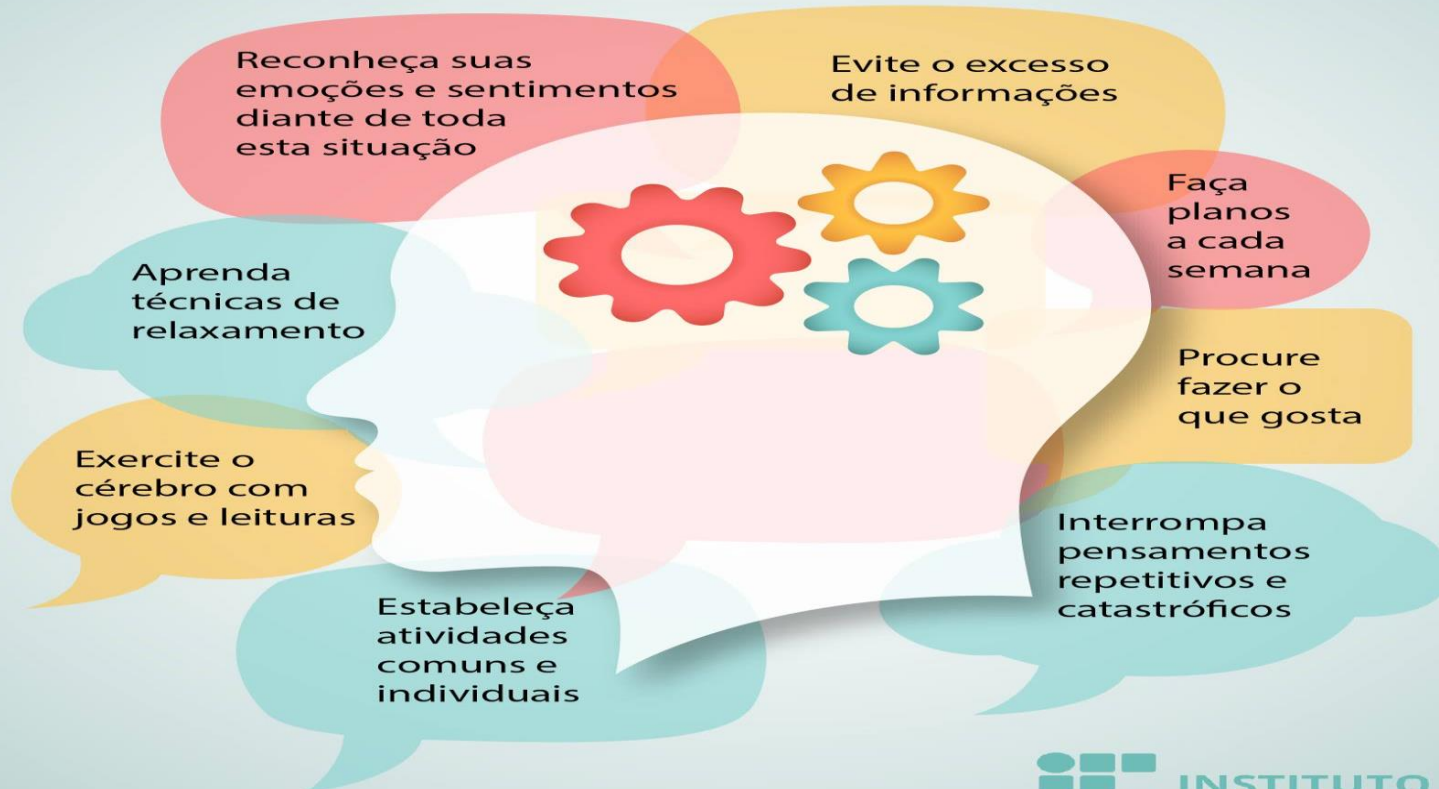 Reconheça suas
emoções e sentimentos
diante de toda
esta situação
Evite o excesso
de informações
Faça
planos
a cada
semana
Aprenda
técnicas de
relaxamento
Procure
fazer o
que gosta
Exercite o
cérebro com
jogos e leituras
Interrompa
pensamentos
repetitivos e
catastróficos
Estabeleça
atividades
comuns e
individuais
INSTITUTO